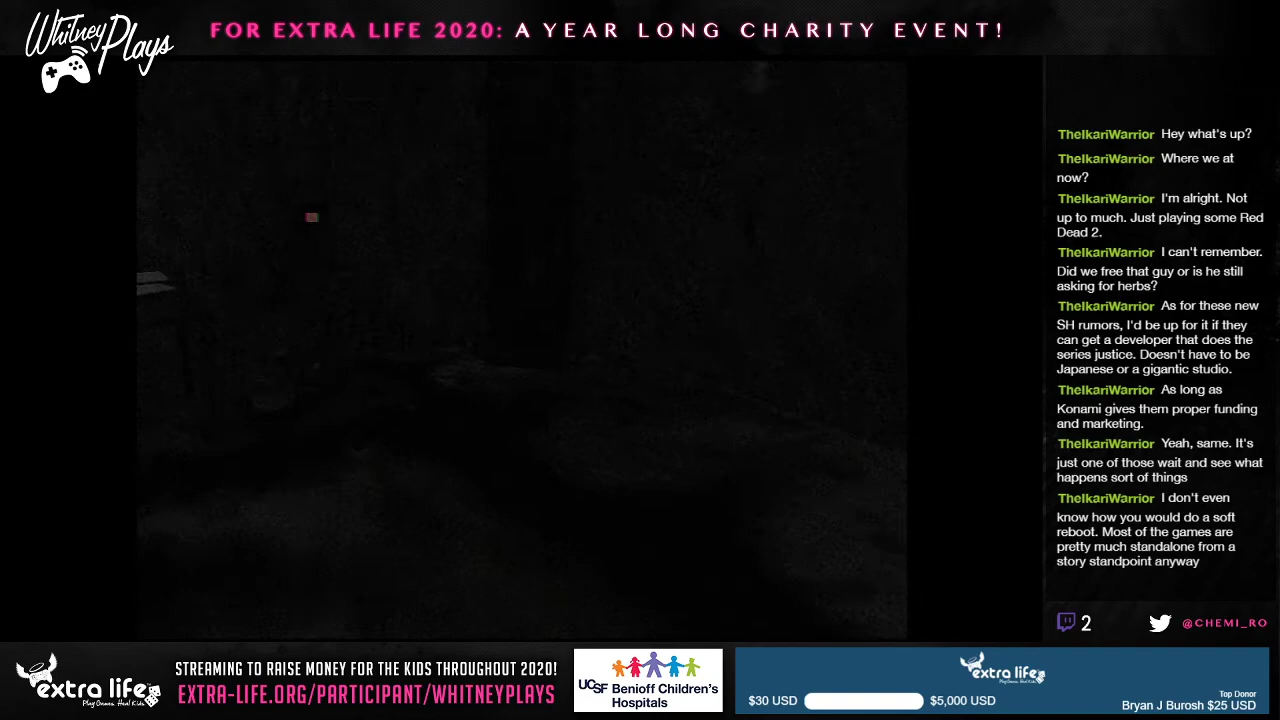 Whitney Plays
FOR EXTRA LIFE 2020: A YEAR LONG CHARITY EVENT!
TheIkariWarrior Hey what's up?
TheIkariWarrior Where we at
now?
TheIkariWarrior I'm alright. Not
up to much. Just playing some Red
Dead 2.
TheIkariWarrior I can't remember.
Did we free that guy or is he still
asking for herbs?
TheIkariWarrior As for these new
SH rumors, I'd be up for it if they
can get a developer that does the
series justice. Doesn't have to be
Japanese or a gigantic studio.
TheIkariWarrior As long as
Konami gives them proper funding
and marketing.
TheIkariWarrior Yeah, same. It's
just one of those wait and see what
happens sort of things
TheIkariWarrior I don't even
know how you would do a soft
reboot. Most of the games are
pretty much standalone from a
story standpoint anyway
2
@CHEMI_RO
extra life
Play Games. Heal Kids.
STREAMING TO RAISE MONEY FOR THE KIDS THROUGHOUT 2020!
EXTRA-LIFE.ORG/PARTICIPANT/WHITNEYPLAYS
UCSF Benioff Children's
Hospitals
extra life
Play Games. Heal Kids.
$30 USD
$5,000 USD
Top Donor
Bryan J Burosh $25 USD